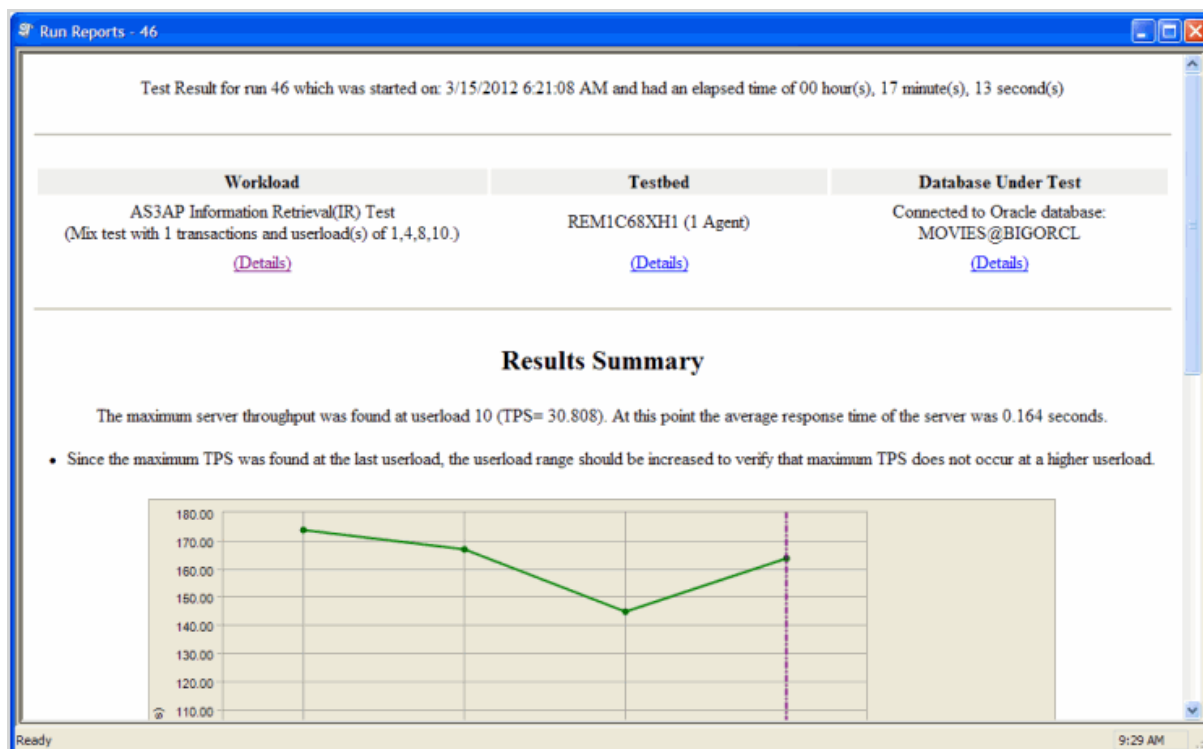 Run Reports - 46
Test Result for run 46 which was started on: 3/15/2012 6:21:08 AM and had an elapsed time of 00 hour(s), 17 minute(s), 13 second(s)
Workload
Testbed
Database Under Test
AS3AP Information Retrieval(IR) Test
(Mix test with 1 transactions and userload(s) of 1,4,8,10.)
(Details)
REM1C68XH1 (1 Agent)
(Details)
Connected to Oracle database:
MOVIES@BIGORCL
(Details)
Results Summary
The maximum server throughput was found at userload 10 (TPS= 30.808). At this point the average response time of the server was 0.164 seconds.
• Since the maximum TPS was found at the last userload, the userload range should be increased to verify that maximum TPS does not occur at a higher userload.
180.00
170.00
160.00
150.00
140.00
130.00
120.00
110.00
Ready
9:29 AM